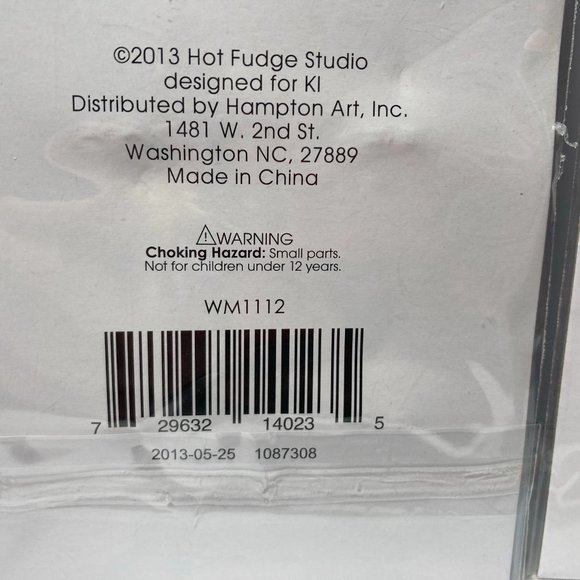 ©2013 Hot Fudge Studio
designed for KI
Distributed by Hampton Art, Inc.
1481 W. 2nd St.
Washington NC, 27889
Made in China
⚠WARNING
Choking Hazard: Small parts.
Not for children under 12 years.
WM1112
7 29632 14023 5
2013-05-25 1087308